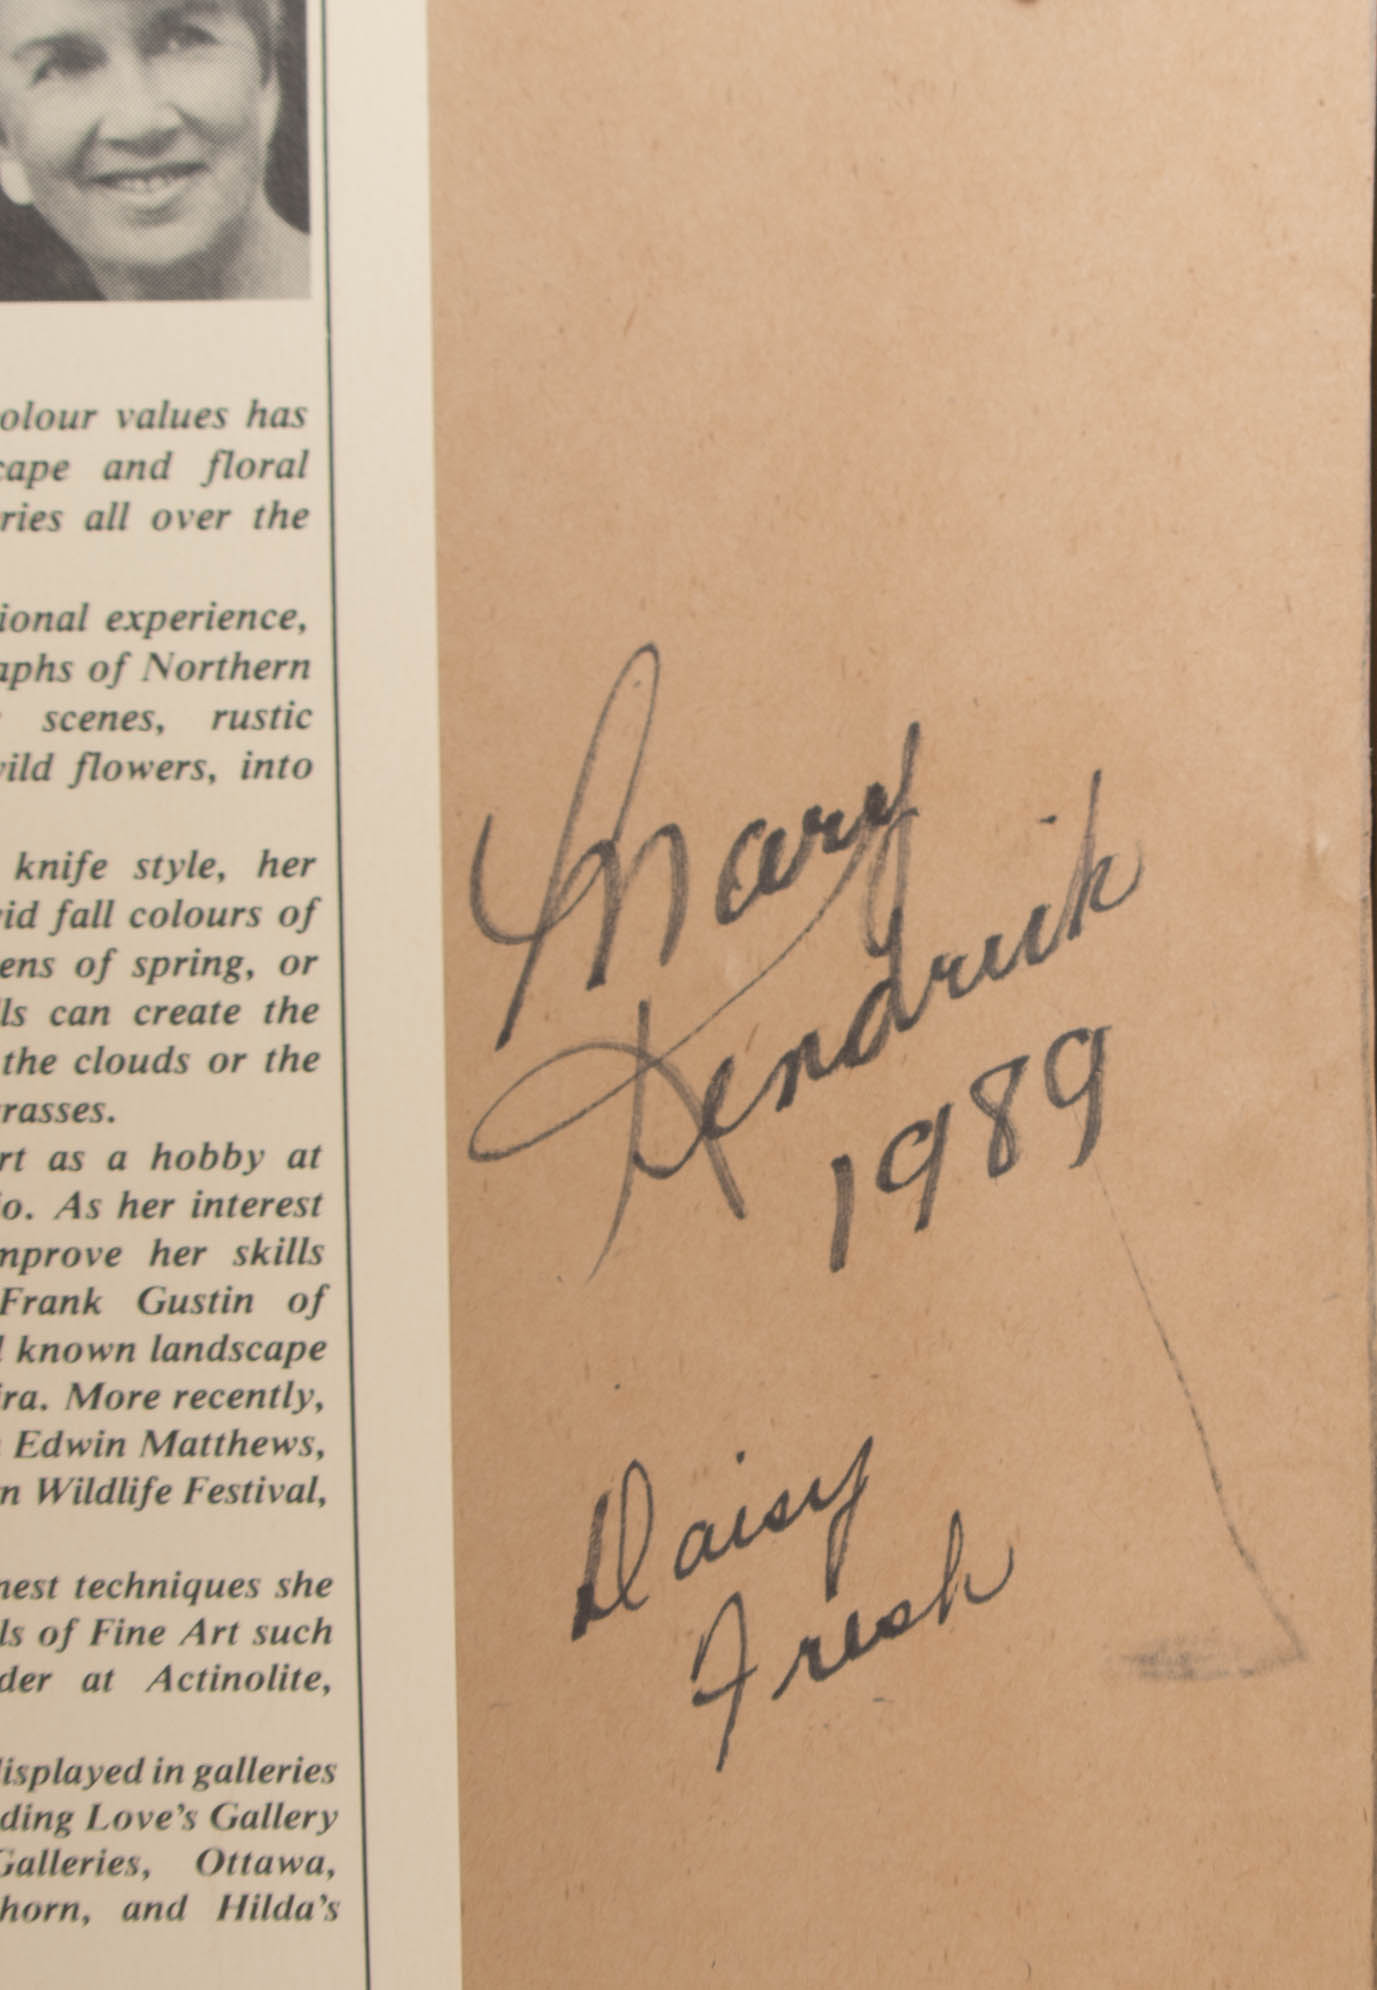 olour values has
cape and floral
ries all over the
ional experience,
aphs of Northern
scenes, rustic
wild flowers, into
knife style, her
vid fall colours of
ens of spring, or
ls can create the
the clouds or the
rasses.
rt as a hobby at
io. As her interest
mprove her skills
Frank Gustin of
l known landscape
ira. More recently,
Edwin Matthews,
n Wildlife Festival,
nest techniques she
ls of Fine Art such
der at Actinolite,
displayed in galleries
ding Love's Gallery
Galleries, Ottawa,
horn, and Hilda's
Mary
Kendrick
1989
Daisy
Fresh